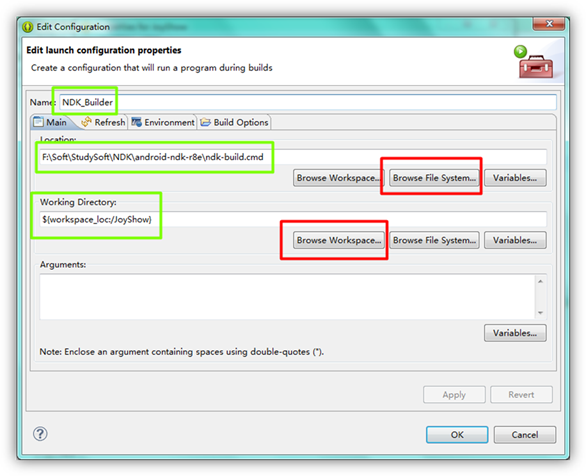 Edit Configuration
Edit launch configuration properties
Create a configuration that will run a program during builds
Name: NDK_Builder
Main Refresh Environment Build Options
Location:
F:\Soft\StudySoft\NDK\android-ndk-r8e\ndk-build.cmd
Browse Workspace... Browse File System... Variables...
Working Directory:
${workspace_loc:/JoyShow}
Browse Workspace... Browse File System... Variables...
Arguments:
Variables...
Note: Enclose an argument containing spaces using double-quotes (").
Apply Revert
OK Cancel